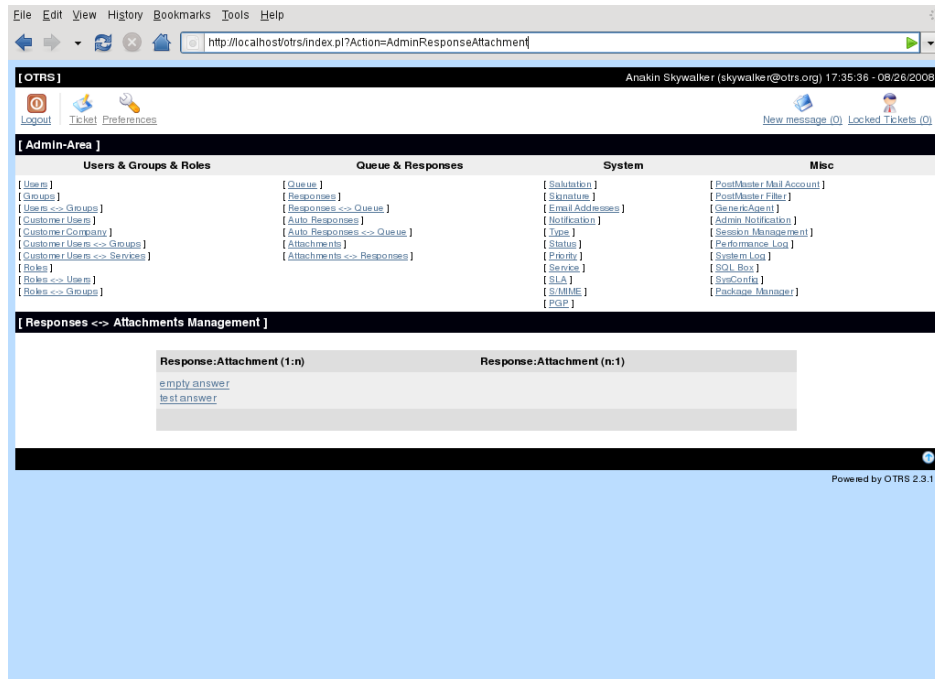 File Edit View History Bookmarks Tools Help
http://localhost/otrs/index.pl?Action=AdminResponseAttachment
[ OTRS ]
Anakin Skywalker (skywalker@otrs.org) 17:35:36 - 08/26/2008
Logout Ticket Preferences
New message (0) Locked Tickets (0)
[ Admin-Area ]
Users & Groups & Roles
[ Users ]
[ Groups ]
[ Users <-> Groups ]
[ Customer Users ]
[ Customer Company ]
[ Customer Users <-> Groups ]
[ Customer Users <-> Services ]
[ Roles ]
[ Roles <-> Users ]
[ Roles <-> Groups ]
Queue & Responses
[ Queue ]
[ Responses ]
[ Responses <-> Queue ]
[ Auto Responses ]
[ Auto Responses <-> Queue ]
[ Attachments ]
[ Attachments <-> Responses ]
System
[ Salutation ]
[ Signature ]
[ Email Addresses ]
[ Notification ]
[ Type ]
[ Status ]
[ Priority ]
[ Service ]
[ SLA ]
[ S/MIME ]
[ PGP ]
Misc
[ PostMaster Mail Account ]
[ PostMaster Filter ]
[ GenericAgent ]
[ Admin Notification ]
[ Session Management ]
[ Performance Log ]
[ System Log ]
[ SQL Box ]
[ SysConfig ]
[ Package Manager ]
[ Responses <-> Attachments Management ]
Response:Attachment (1:n)
Response:Attachment (n:1)
empty answer
test answer
Powered by OTRS 2.3.1